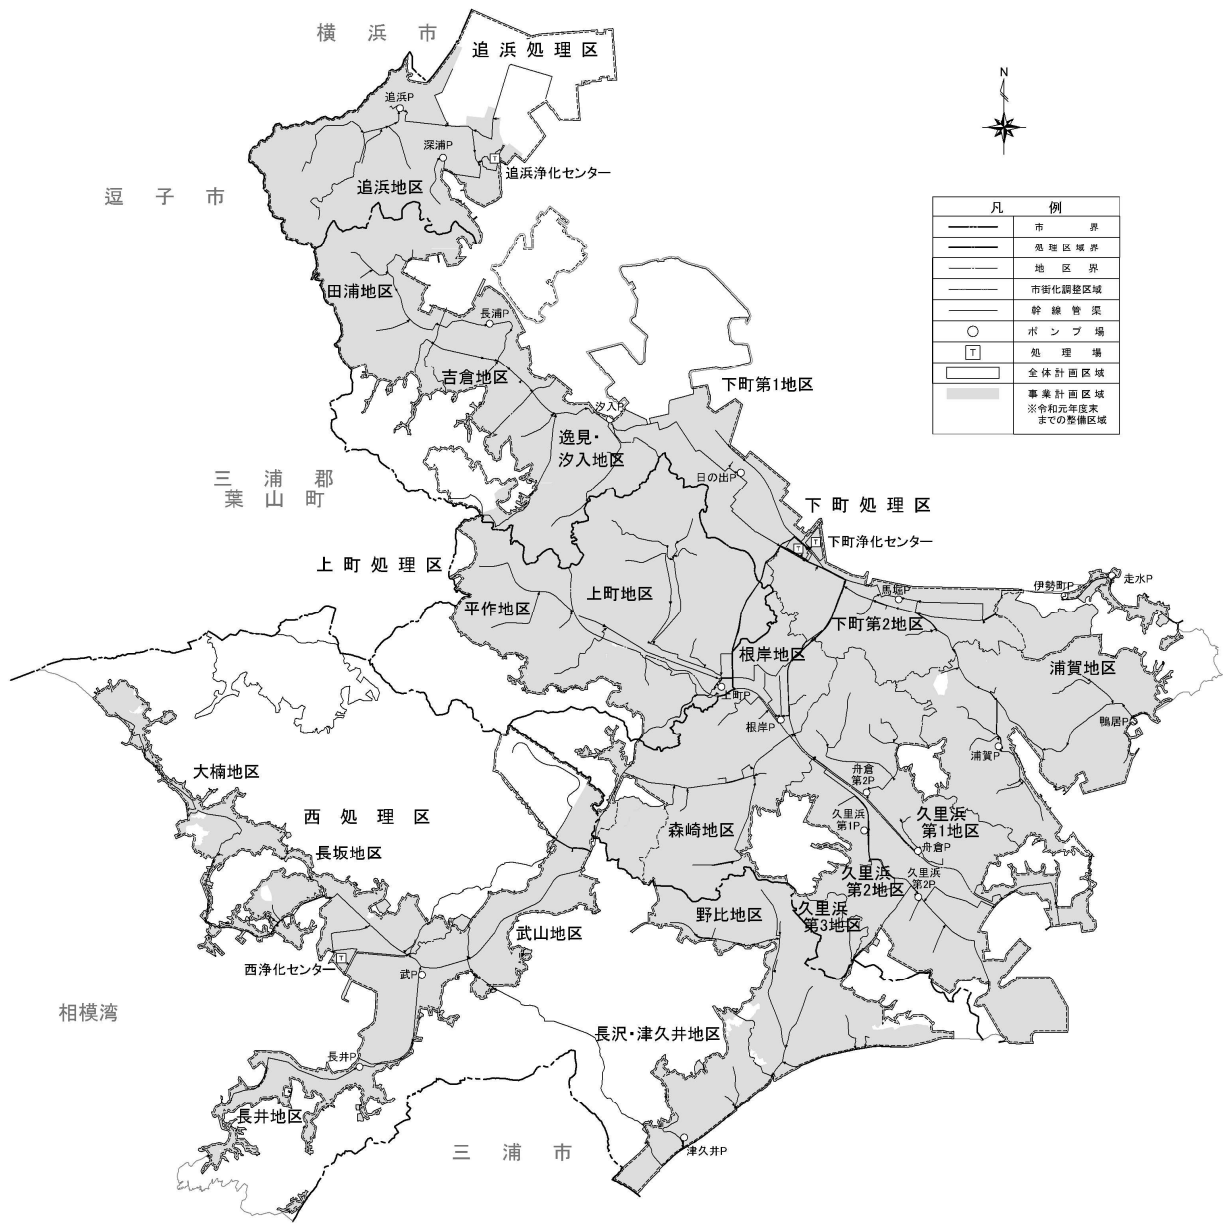 横浜市
追浜処理区
追浜P
深浦P
追浜浄化センター
追浜地区
逗子市
N
凡例
市界
処理区域界
地区界
市街化調整区域
幹線管渠
ポンプ場
T 処理場
全体計画区域
事業計画区域
※令和元年度末
までの整備区域
田浦地区
長浦P
吉倉地区
下町第1地区
汐入P
逸見・
汐入地区
日の出P
三浦郡
葉山町
下町処理区
T
T
下町浄化センター
上町処理区
上町地区
平作地区
馬堀P
伊勢町P
走水P
下町第2地区
根岸地区
浦賀地区
上町P
根岸P
鴨居P
浦賀P
大楠地区
舟倉
第2P
西処理区
久里浜
第1P
久里浜
第1地区
森崎地区
長坂地区
舟倉P
久里浜
第2地区
久里浜
第2P
野比地区
久里浜
第3地区
武山地区
T
西浄化センター
武P
相模湾
長沢・津久井地区
長井P
長井地区
三浦市
津久井P